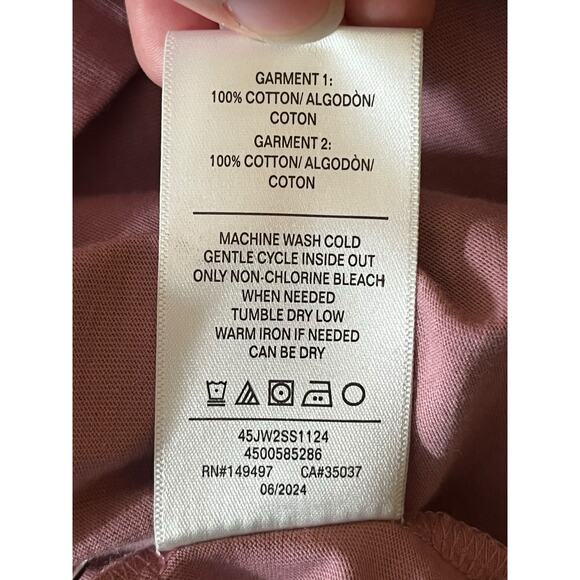 GARMENT 1:
100% COTTON/ ALGODÒN/
COTON
GARMENT 2:
100% COTTON/ ALGODÒN/
COTON
MACHINE WASH COLD
GENTLE CYCLE INSIDE OUT
ONLY NON-CHLORINE BLEACH
WHEN NEEDED
TUMBLE DRY LOW
WARM IRON IF NEEDED
CAN BE DRY
45JW2SS1124
4500585286
RN#149497 CA#35037
06/2024